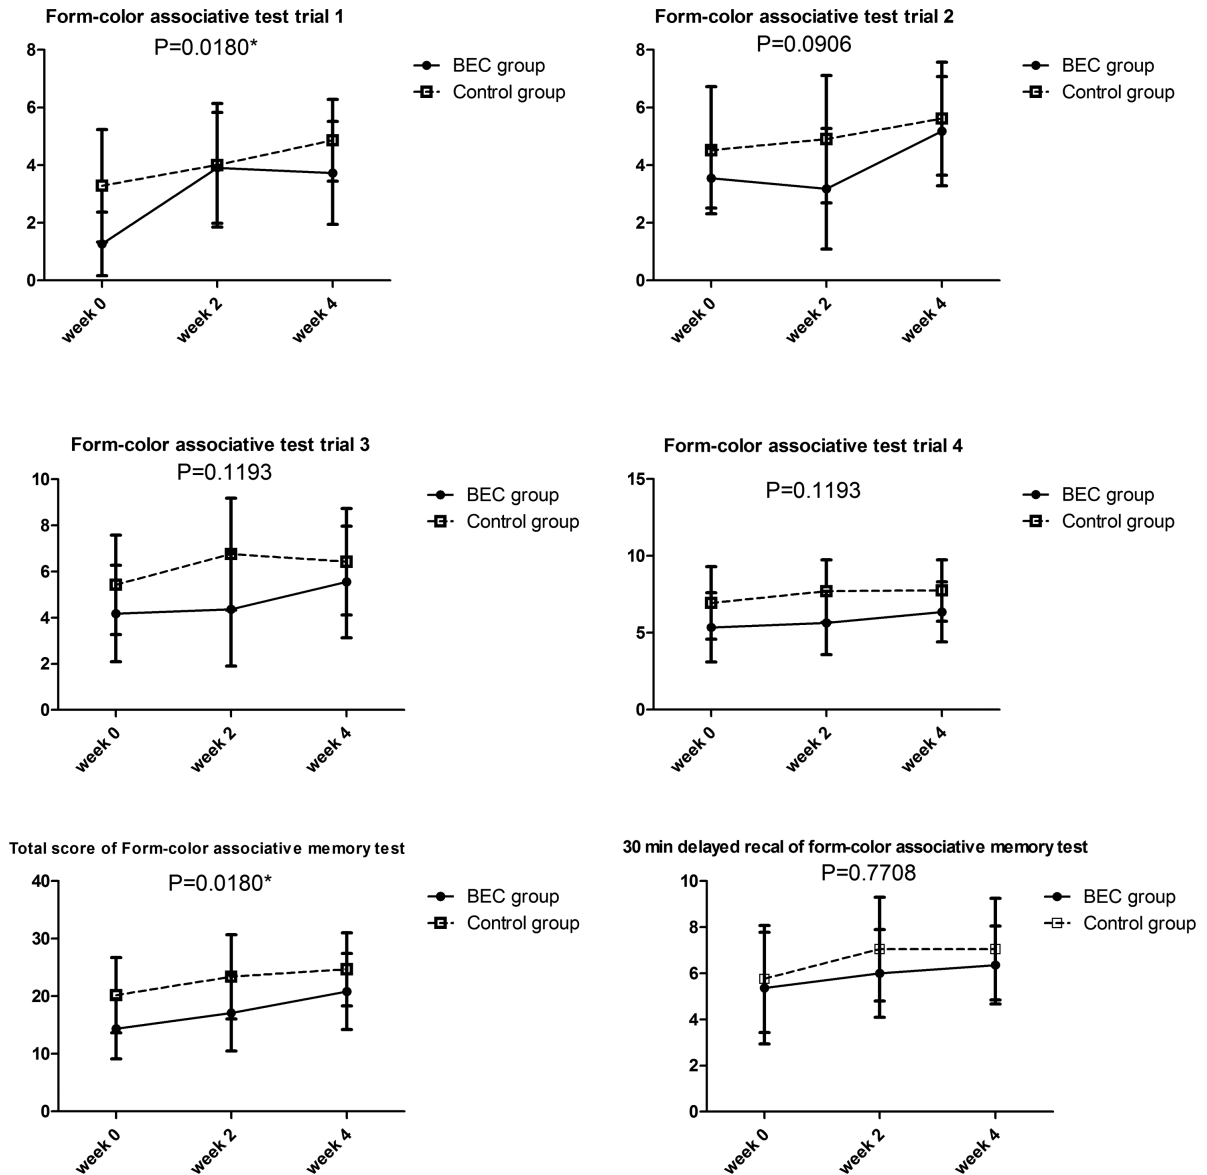 Form-color associative test trial 1
P=0.0180*
8
6
4
2
0
week 0
week 2
week 4
BEC group
Control group
Form-color associative test trial 2
P=0.0906
8
6
4
2
0
week 0
week 2
week 4
BEC group
Control group
Form-color associative test trial 3
P=0.1193
10
8
6
4
2
0
week 0
week 2
week 4
BEC group
Control group
Form-color associative test trial 4
P=0.1193
15
10
5
0
week 0
week 2
week 4
BEC group
Control group
Total score of Form-color associative memory test
P=0.0180*
40
30
20
10
0
week 0
week 2
week 4
BEC group
Control group
30 min delayed recal of form-color associative memory test
P=0.7708
10
8
6
4
2
0
week 0
week 2
week 4
BEC group
Control group